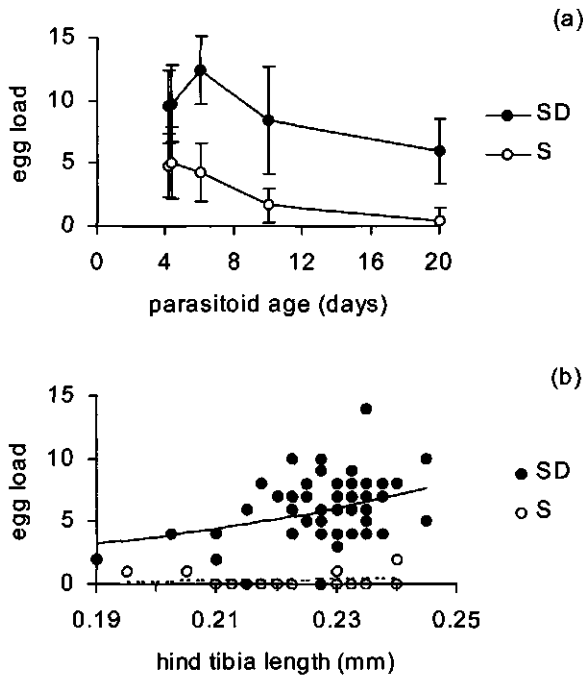 (a)
15
10
5
0
egg load
SD
S
0 4 8 12 16 20
parasitoid age (days)
(b)
15
10
5
0
egg load
SD
S
0.19 0.21 0.23 0.25
hind tibia length (mm)